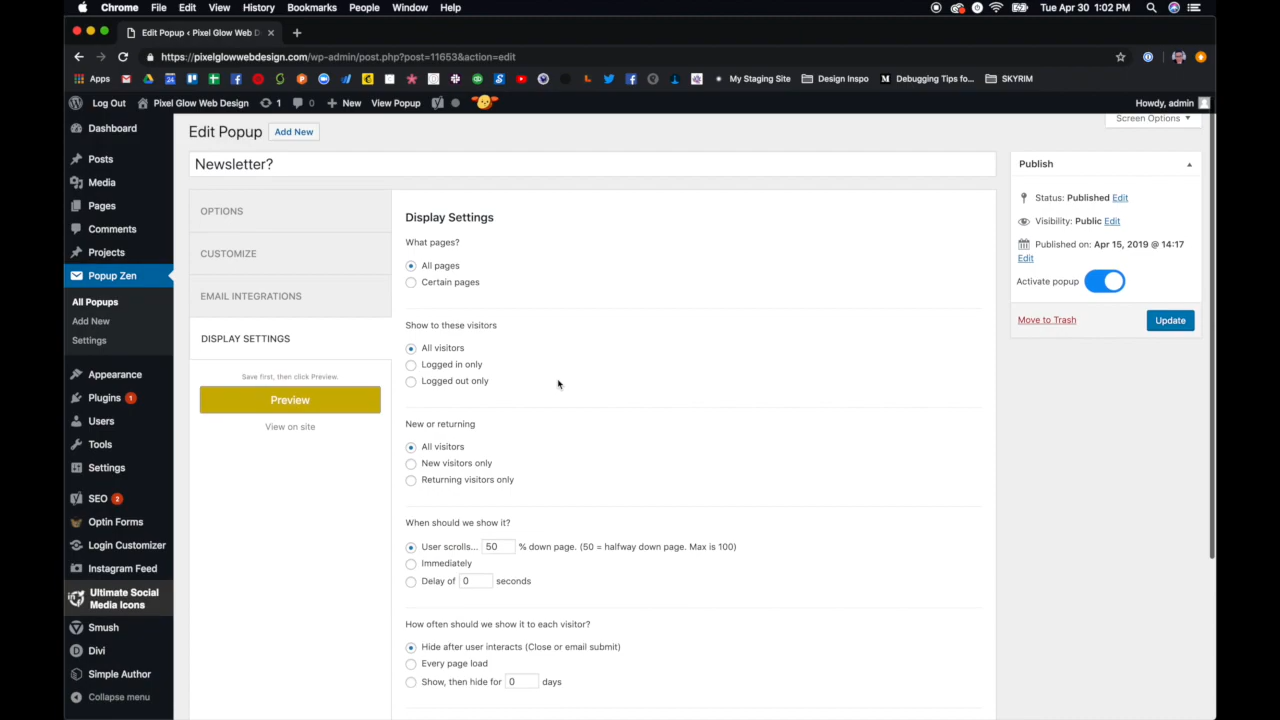 Chrome File Edit View History Bookmarks People Window Help Tue Apr 30 1:02 PM
Edit Popup ‹ Pixel Glow Web D
https://pixelglowwebdesign.com/wp-admin/post.php?post=11653&action=edit
Apps My Staging Site Design Inspo Debugging Tips fo... SKYRIM
Log Out Pixel Glow Web Design 1 0 New View Popup Howdy, admin
Screen Options
Dashboard
Posts
Media
Pages
Comments
Projects
Popup Zen
All Popups
Add New
Settings
Appearance
Plugins 1
Users
Tools
Settings
SEO 2
Optin Forms
Login Customizer
Instagram Feed
Ultimate Social
Media Icons
Smush
Divi
Simple Author
Collapse menu
Edit Popup Add New
Newsletter?
OPTIONS
CUSTOMIZE
EMAIL INTEGRATIONS
DISPLAY SETTINGS
Save first, then click Preview.
Preview
View on site
Display Settings
What pages?
All pages
Certain pages
Show to these visitors
All visitors
Logged in only
Logged out only
New or returning
All visitors
New visitors only
Returning visitors only
When should we show it?
User scrolls... 50 % down page. (50 = halfway down page. Max is 100)
Immediately
Delay of 0 seconds
How often should we show it to each visitor?
Hide after user interacts (Close or email submit)
Every page load
Show, then hide for 0 days
Publish
Status: Published Edit
Visibility: Public Edit
Published on: Apr 15, 2019 @ 14:17
Edit
Activate popup
Move to Trash Update